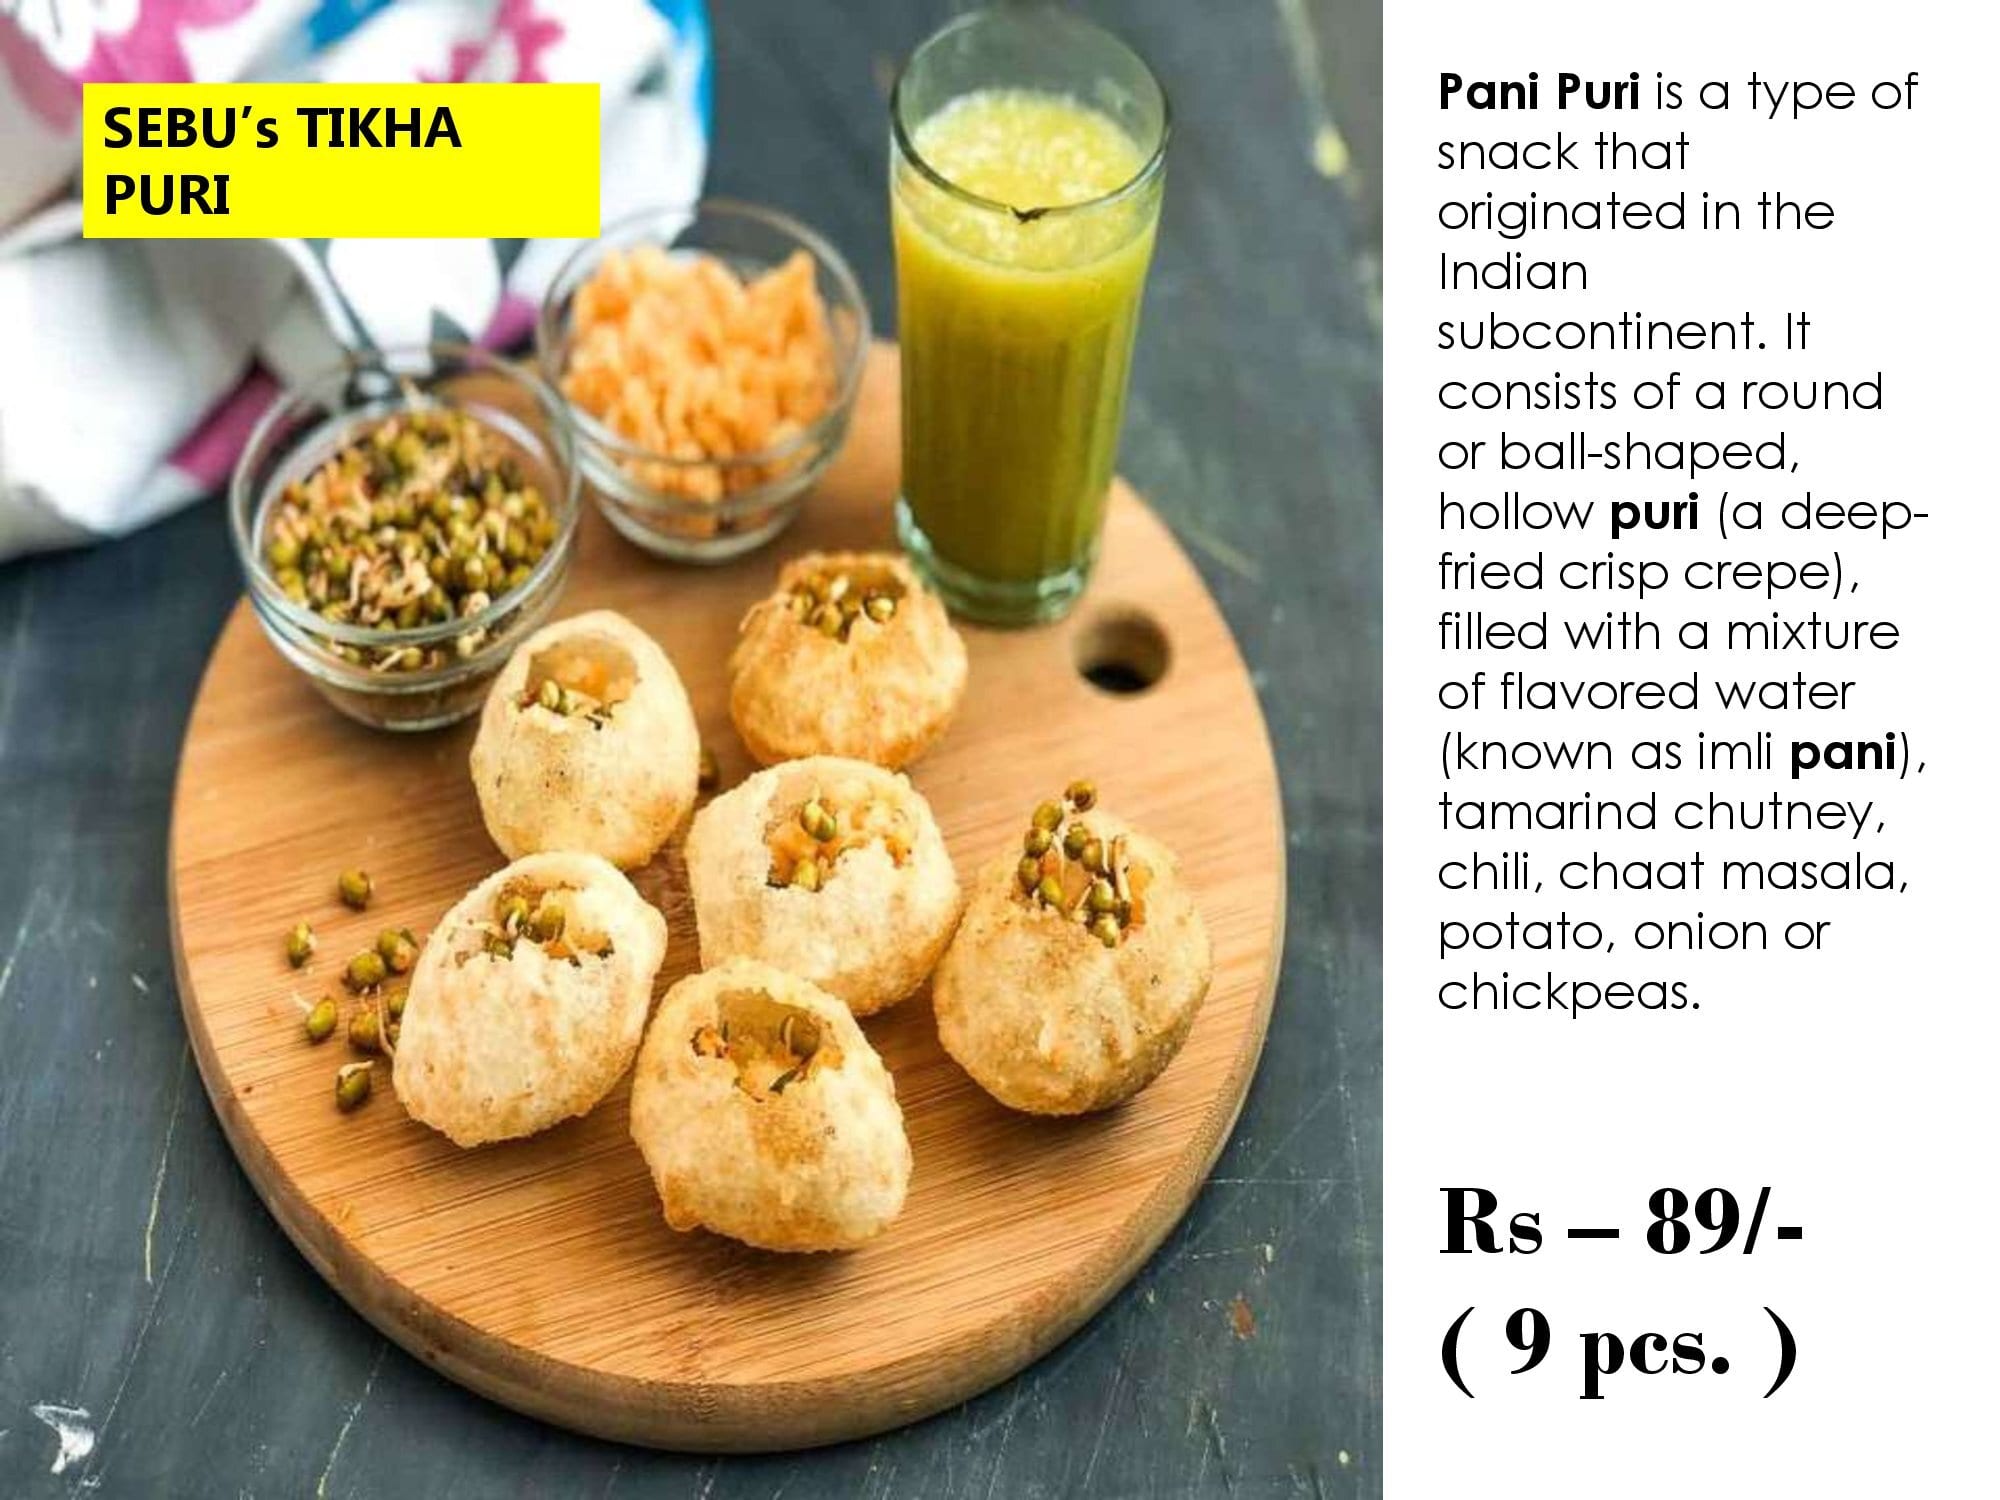 SEBU’s TIKHA
PURI
Pani Puri is a type of
snack that
originated in the
Indian
subcontinent. It
consists of a round
or ball-shaped,
hollow puri (a deep-
fried crisp crepe),
filled with a mixture
of flavored water
(known as imli pani),
tamarind chutney,
chili, chaat masala,
potato, onion or
chickpeas.
Rs – 89/-
( 9 pcs. )